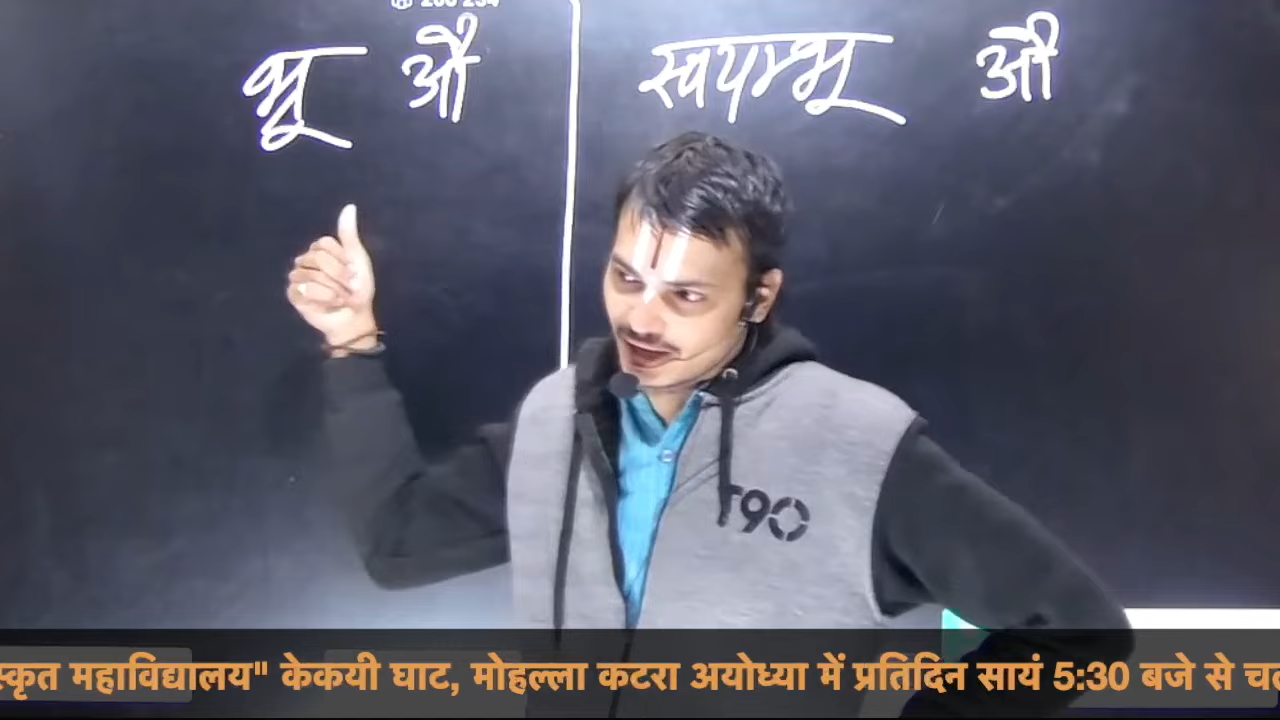 भ्रू औ
स्वयम्भू औ
T90
स्कृत महाविद्यालय" केकयी घाट, मोहल्ला कटरा अयोध्या में प्रतिदिन सायं 5:30 बजे से